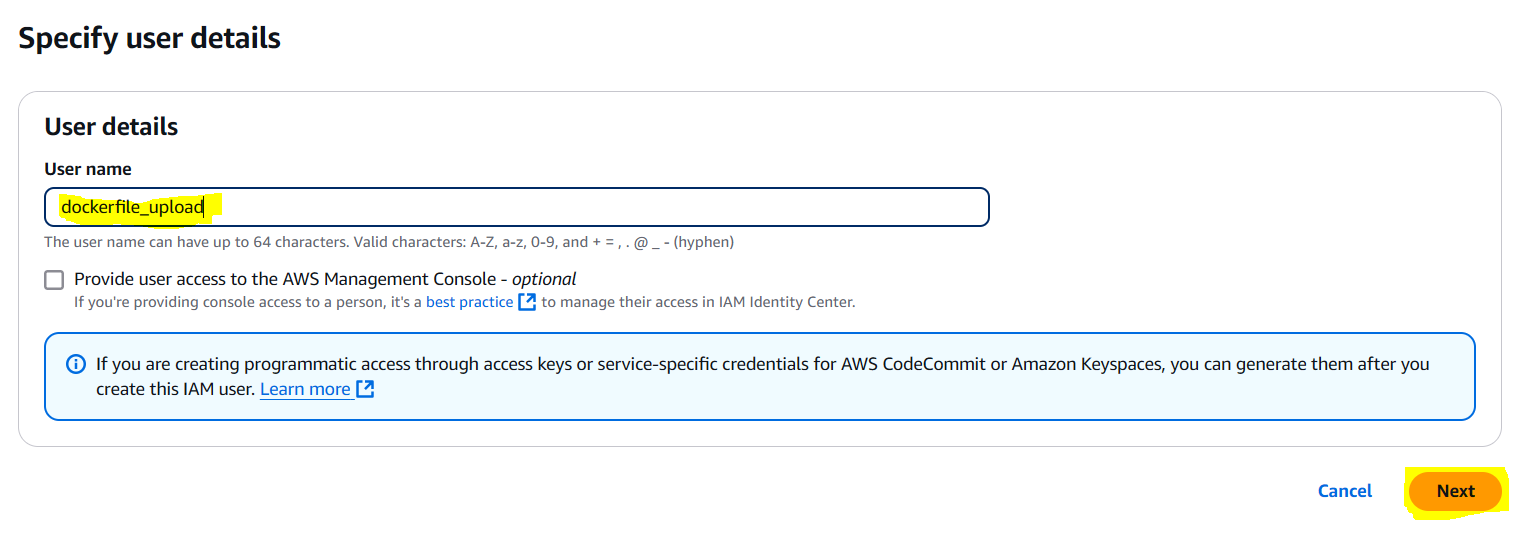 Specify user details
User details
User name
dockerfile_upload
The user name can have up to 64 characters. Valid characters: A-Z, a-z, 0-9, and + = , . @ _ - (hyphen)
Provide user access to the AWS Management Console - optional
If you're providing console access to a person, it's a best practice to manage their access in IAM Identity Center.
If you are creating programmatic access through access keys or service-specific credentials for AWS CodeCommit or Amazon Keyspaces, you can generate them after you
create this IAM user. Learn more
Cancel Next